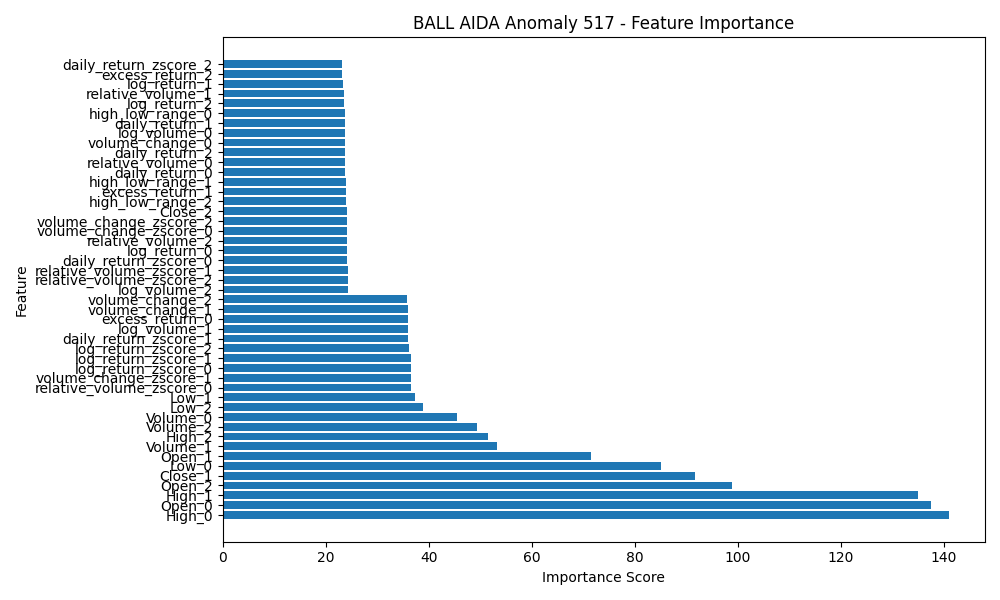 BALL AIDA Anomaly 517 - Feature Importance
daily_return_zscore_2
excess_return_2
log_return_1
relative_volume_1
log_return_2
high_low_range_0
daily_return_1
log_volume_0
volume_change_0
daily_return_2
relative_volume_0
daily_return_0
high_low_range_1
excess_return_1
high_low_range_2
Close_2
volume_change_zscore_2
volume_change_zscore_0
relative_volume_2
log_return_0
daily_return_zscore_0
relative_volume_zscore_1
relative_volume_zscore_2
log_volume_2
volume_change_2
volume_change_1
excess_return_0
log_volume_1
daily_return_zscore_1
log_return_zscore_2
log_return_zscore_1
log_return_zscore_0
volume_change_zscore_1
relative_volume_zscore_0
Low_1
Low_2
Volume_0
Volume_2
High_2
Volume_1
Open_1
Low_0
Close_1
Open_2
High_1
Open_0
High_0
Feature
0 20 40 60 80 100 120 140
Importance Score